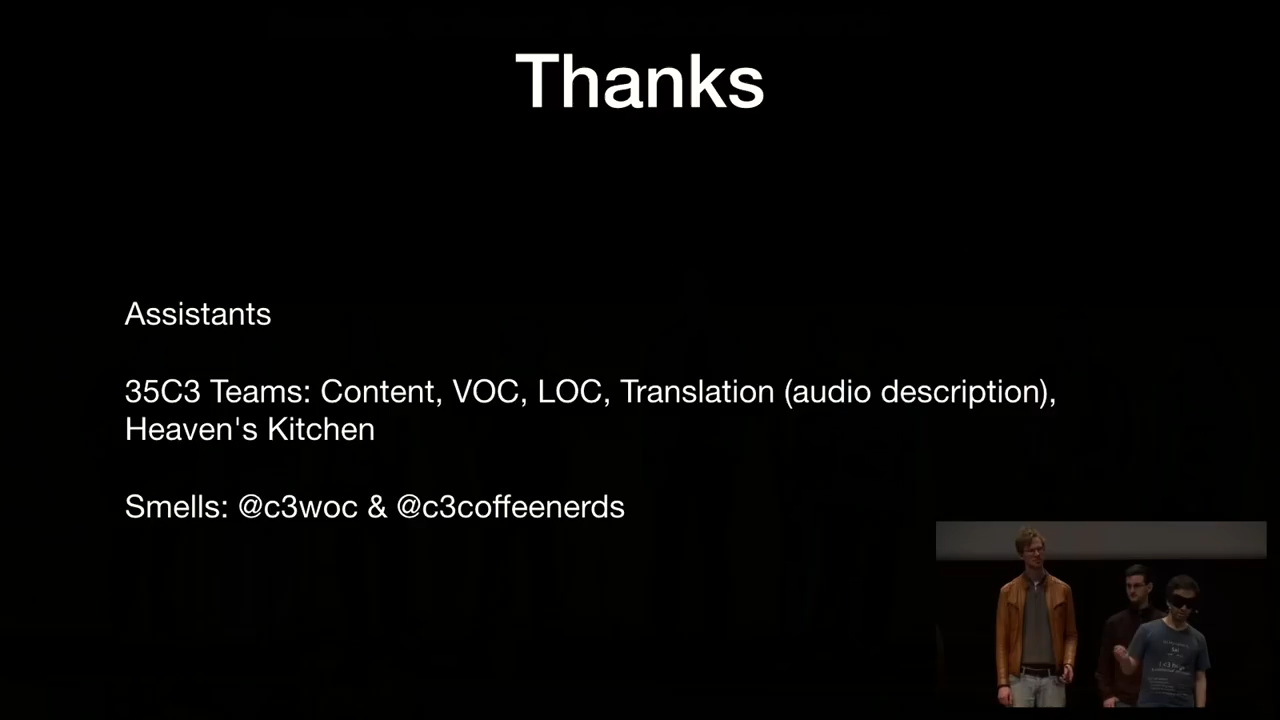 Thanks
Assistants
35C3 Teams: Content, VOC, LOC, Translation (audio description),
Heaven's Kitchen
Smells: @c3woc & @c3coffeenerds